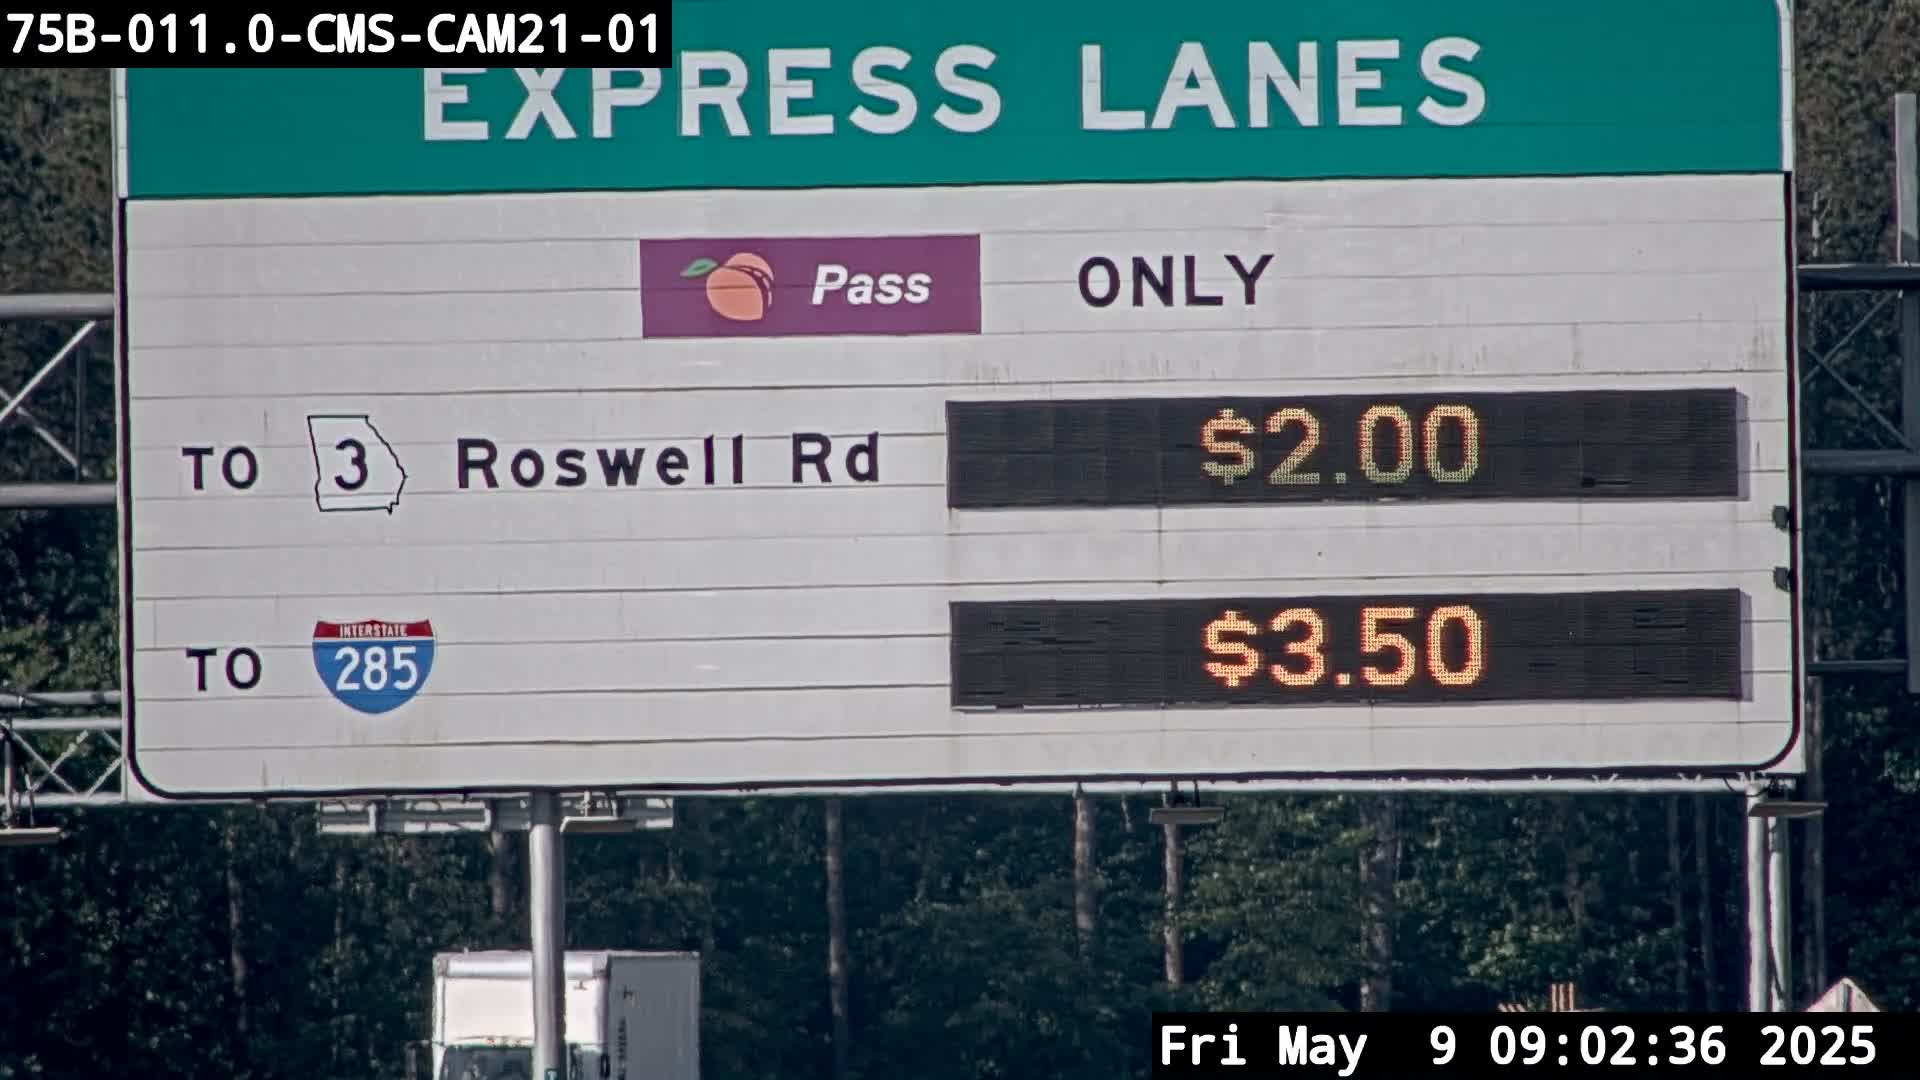 75B-011.0-CMS-CAM21-01
EXPRESS LANES
Pass ONLY
TO 3 Roswell Rd $2.00
TO INTERSTATE 285 $3.50
Fri May 9 09:02:36 2025